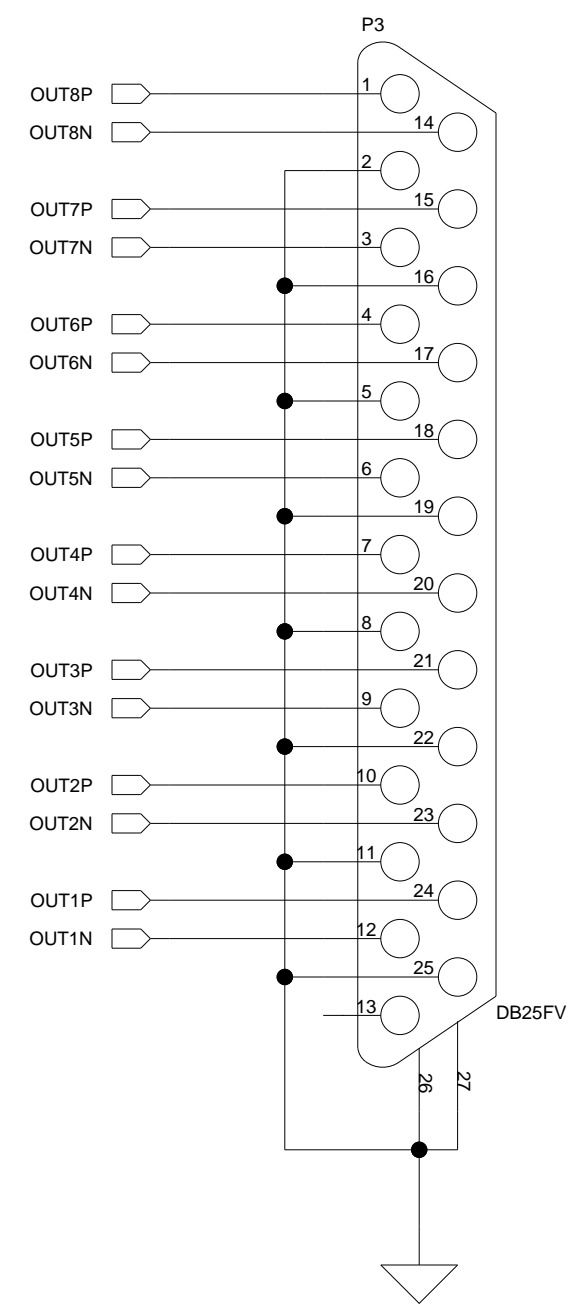 P3
OUT8P 1
OUT8N 14
2
OUT7P 15
OUT7N 3
16
OUT6P 4
OUT6N 17
5
OUT5P 18
OUT5N 6
19
OUT4P 7
OUT4N 20
8
OUT3P 21
OUT3N 9
22
OUT2P 10
OUT2N 23
11
OUT1P 24
OUT1N 12
25
13
DB25FV
26
27